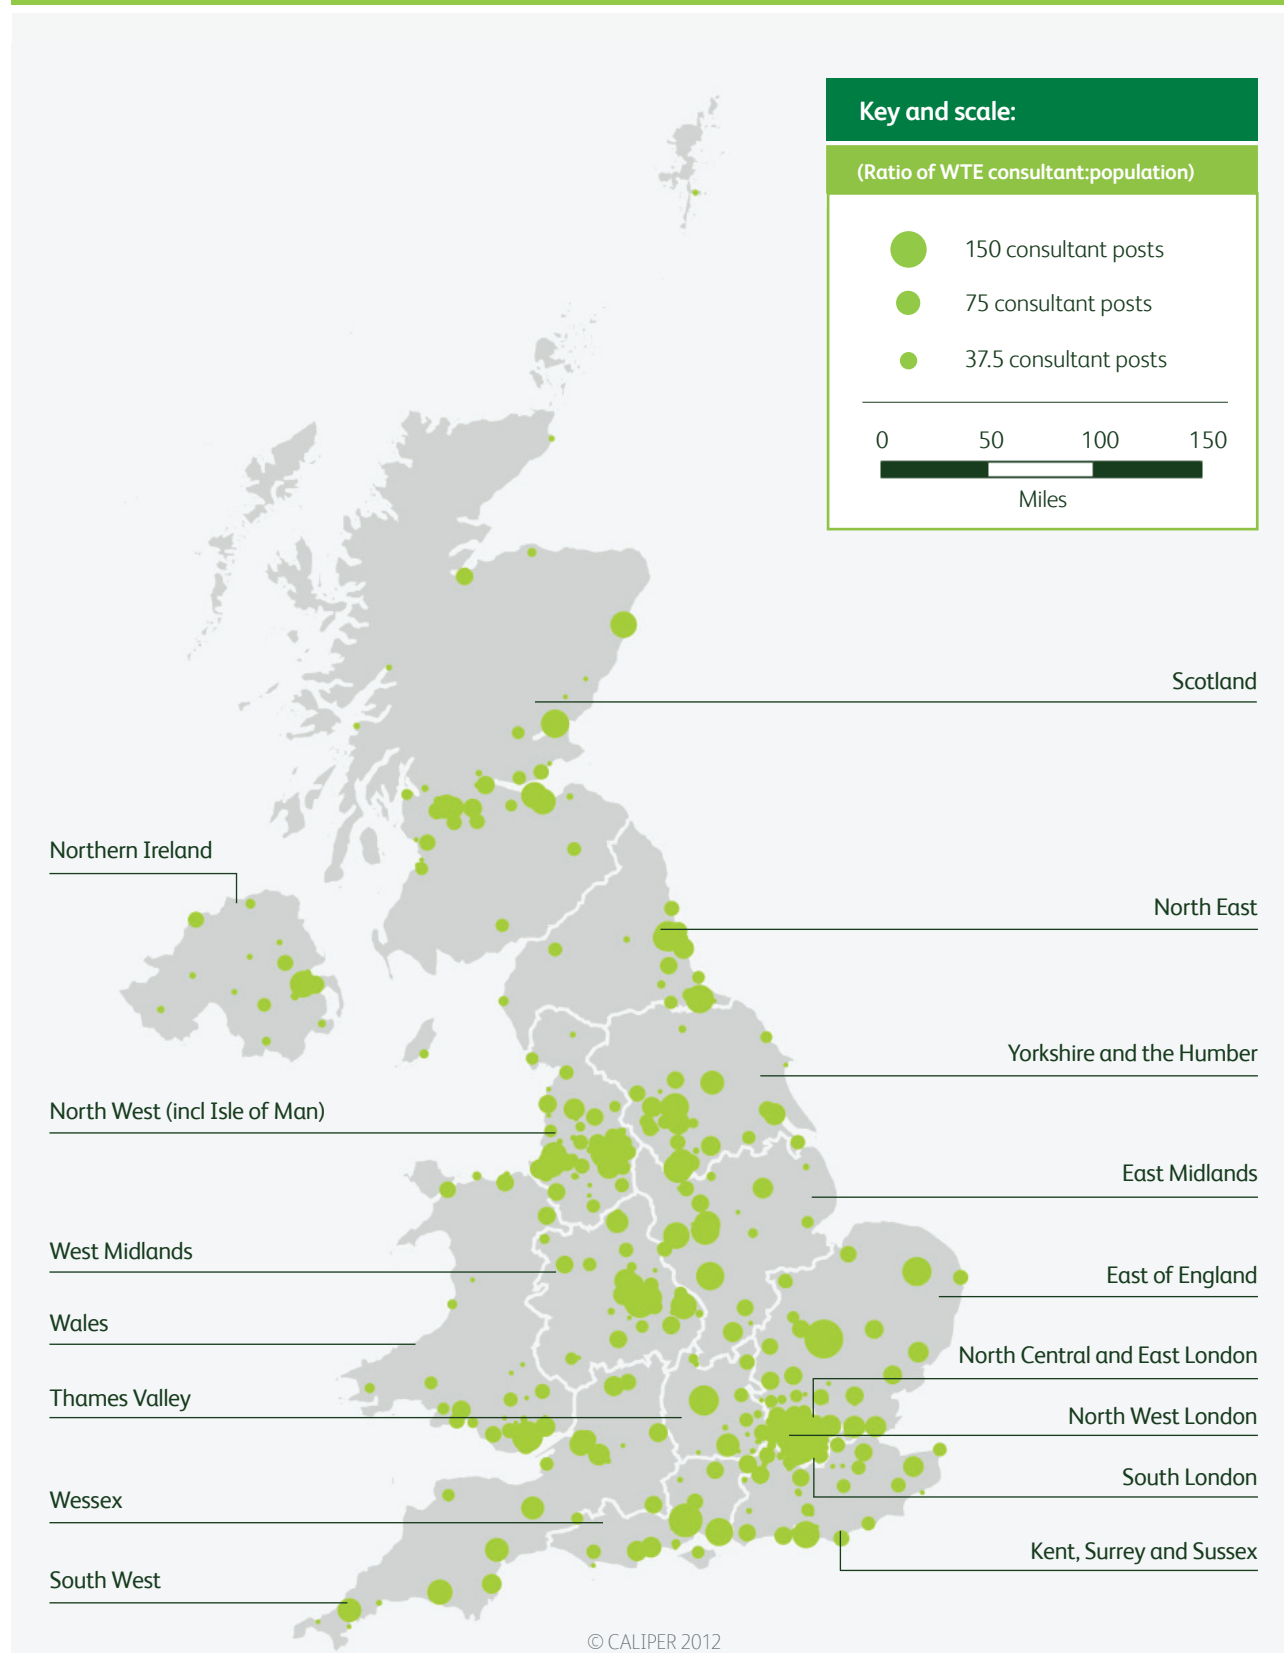 Key and scale:
(Ratio of WTE consultant:population)
150 consultant posts
75 consultant posts
37.5 consultant posts
0 50 100 150
Miles
Scotland
Northern Ireland
North East
Yorkshire and the Humber
North West (incl Isle of Man)
East Midlands
West Midlands
East of England
Wales
North Central and East London
Thames Valley
North West London
South London
Wessex
Kent, Surrey and Sussex
South West
© CALIPER 2012